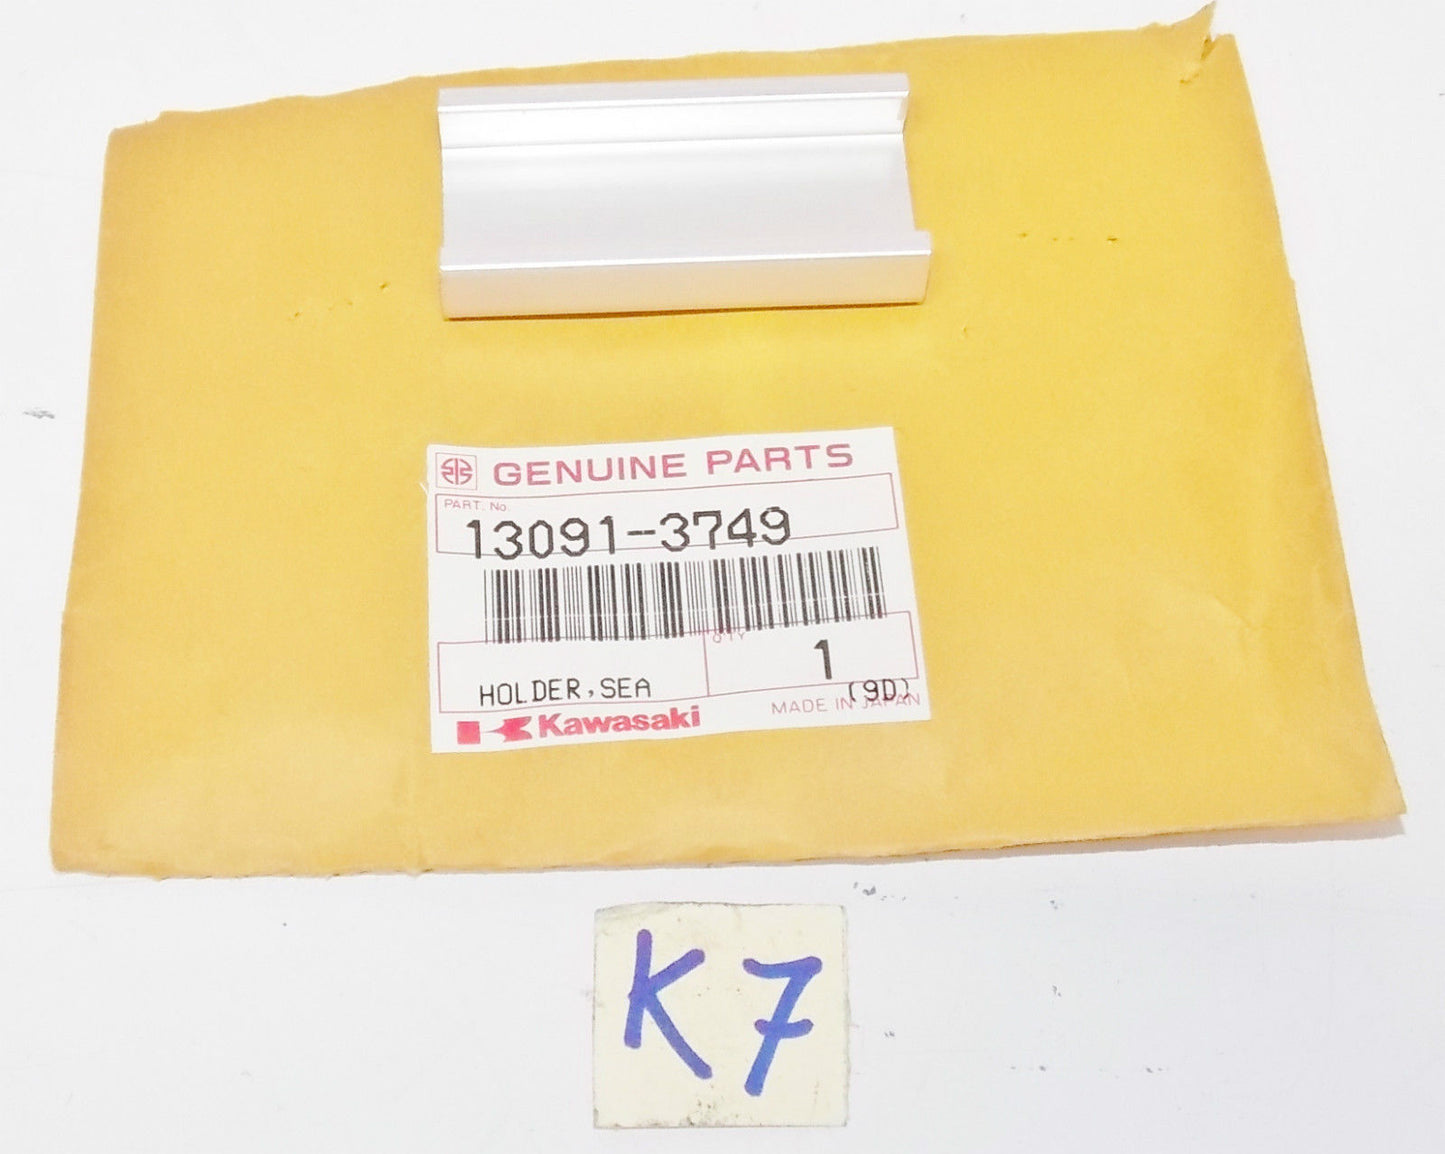 GENUINE PARTS
PART. No.
13091-3749
QTY
1
HOLDER,SEA
(9D)
Kawasaki
MADE IN JAPAN
K7